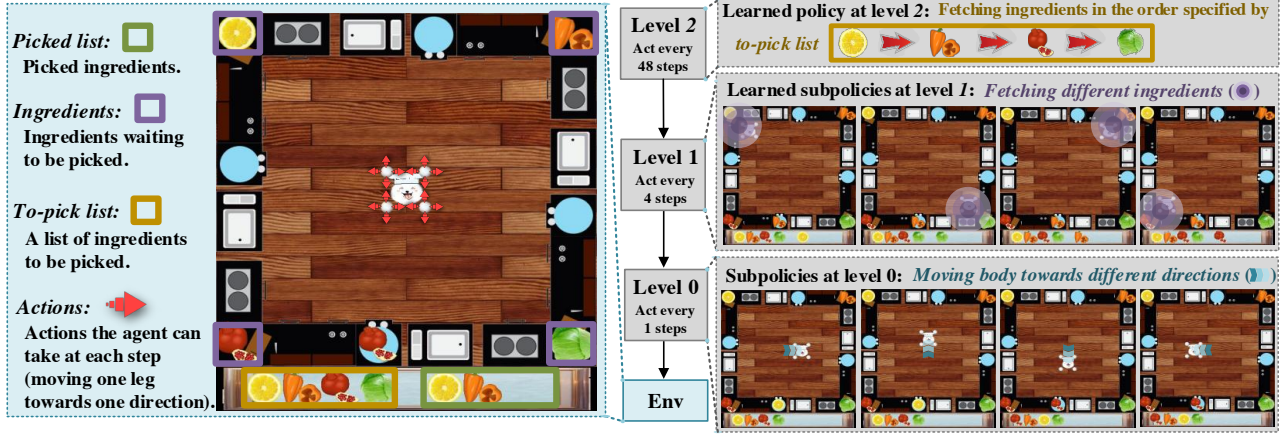 Picked list:
Picked ingredients.
Ingredients:
Ingredients waiting
to be picked.
To-pick list:
A list of ingredients
to be picked.
Actions:
Actions the agent can
take at each step
(moving one leg
towards one direction).
Level 2
Act every
48 steps
Level 1
Act every
4 steps
Level 0
Act every
1 steps
Env
Learned policy at level 2: Fetching ingredients in the order specified by
to-pick list
Learned subpolicies at level 1: Fetching different ingredients ( )
Subpolicies at level 0: Moving body towards different directions ( )